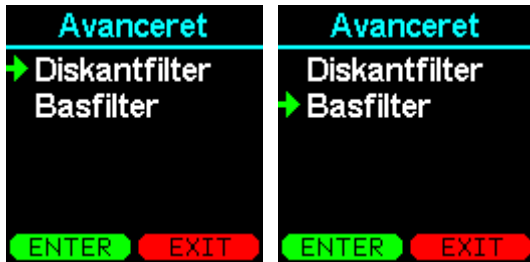 Avanceret
Diskantfilter
Basfilter
ENTER EXIT
Avanceret
Diskantfilter
Basfilter
ENTER EXIT